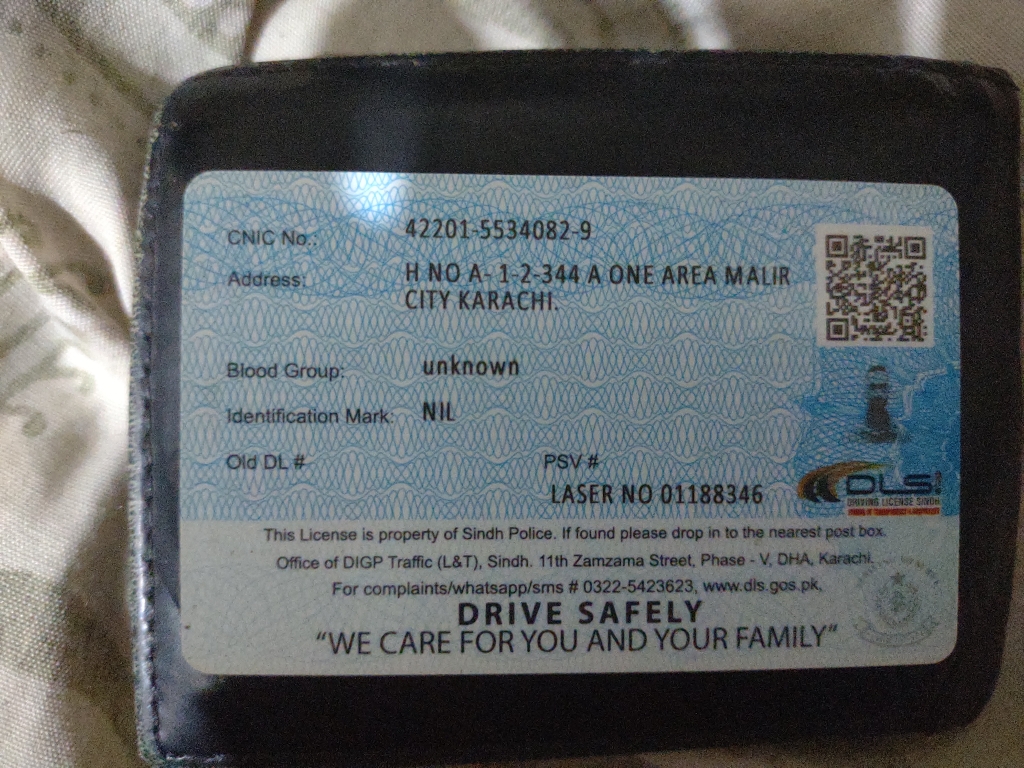 CNIC No.: 42201-5534082-9
Address: H NO A- 1-2-344 A ONE AREA MALIR
CITY KARACHI.
Blood Group: unknown
Identification Mark: NIL
Old DL # PSV #
LASER NO 01188346
DLS
DRIVING LICENSE SINDH
This License is property of Sindh Police. If found please drop in to the nearest post box.
Office of DIGP Traffic (L&T), Sindh. 11th Zamzama Street, Phase - V, DHA, Karachi.
For complaints/whatsapp/sms # 0322-5423623, www.dls.gos.pk,
DRIVE SAFELY
“WE CARE FOR YOU AND YOUR FAMILY”